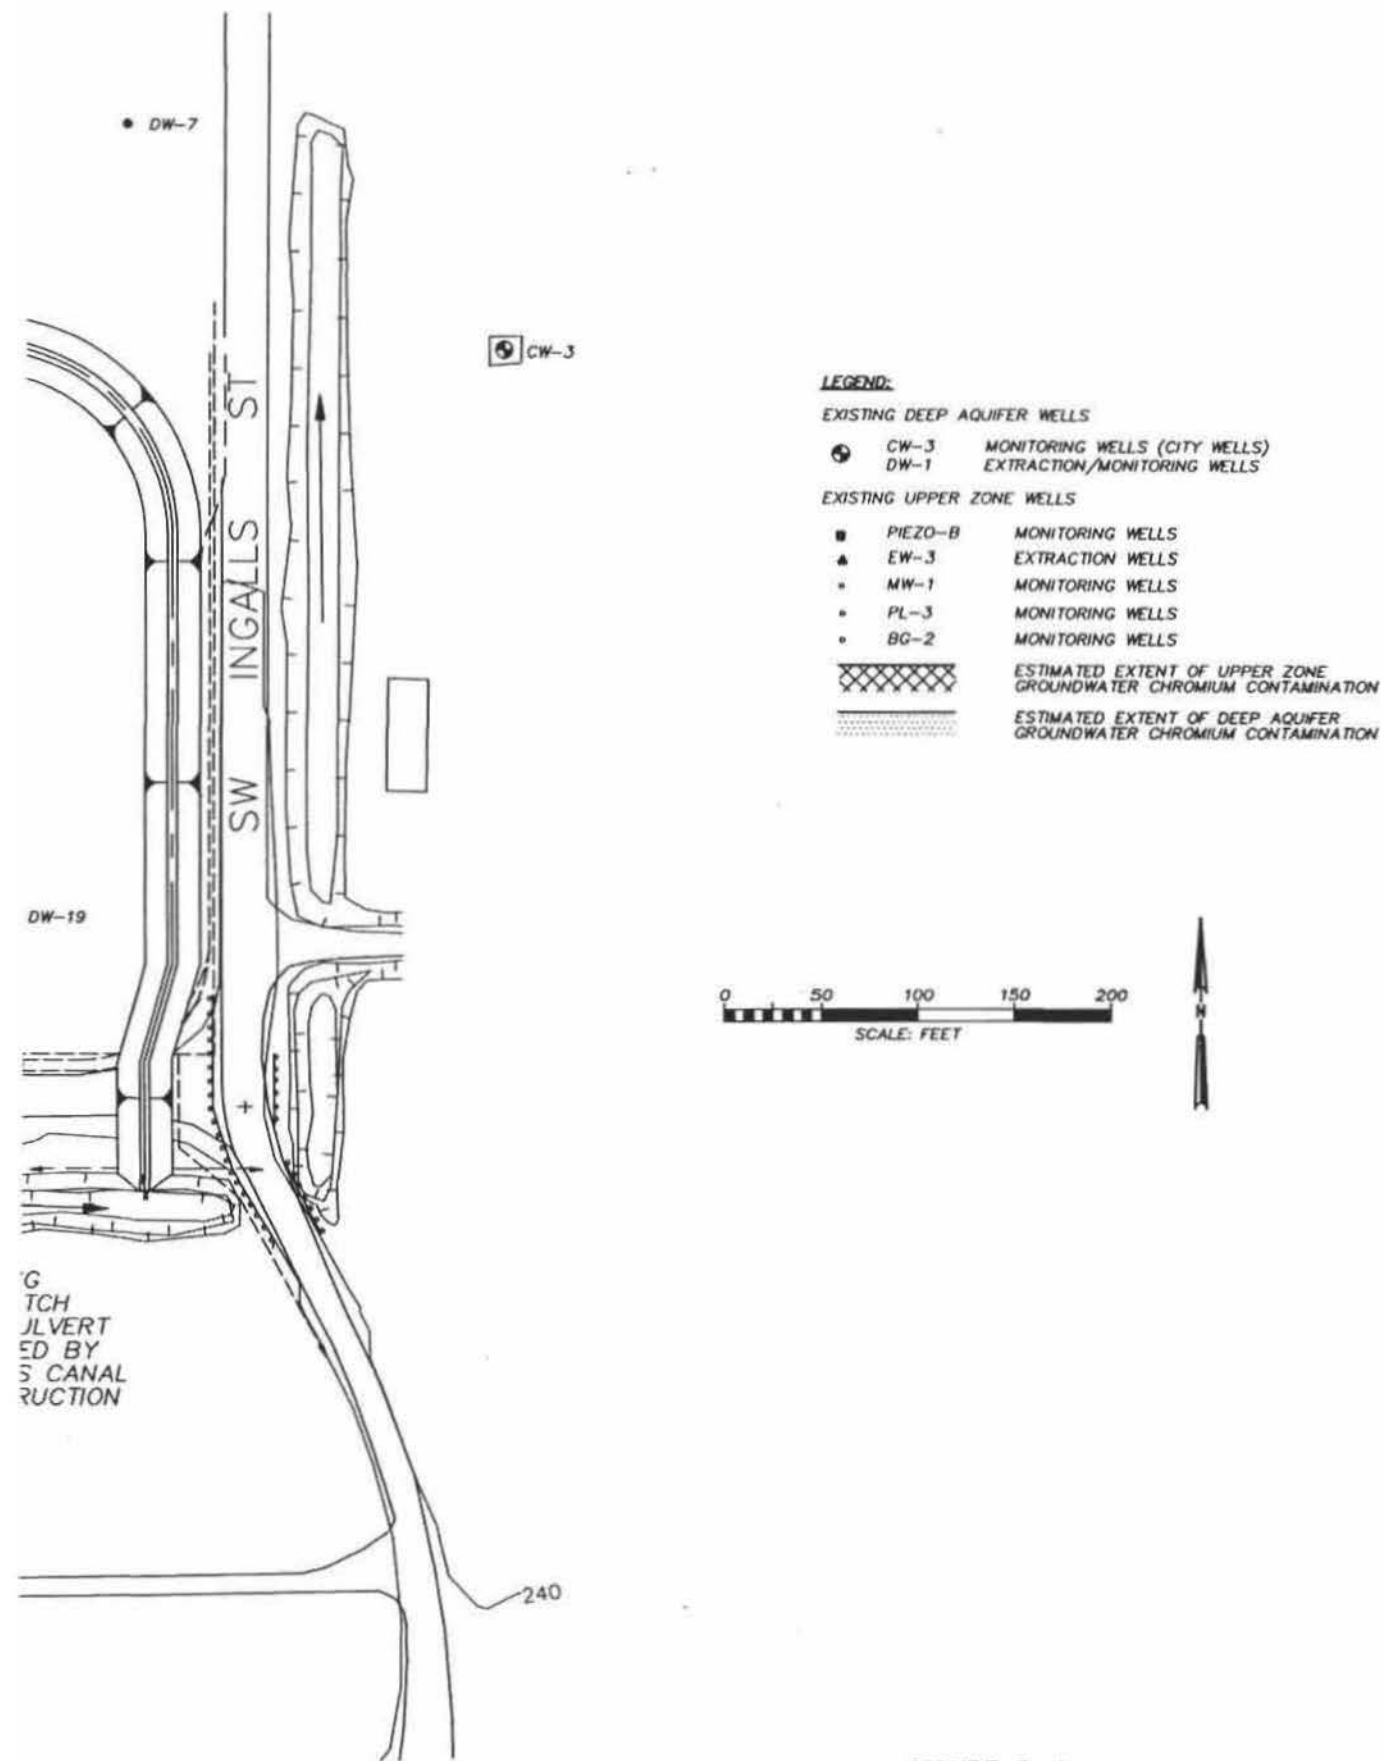 DW-7
CW-3
SW INGALLS ST
DW-19
'G
TCH
JLVERT
ED BY
S CANAL
RUCTION
240
LEGEND:
EXISTING DEEP AQUIFER WELLS
CW-3 MONITORING WELLS (CITY WELLS)
DW-1 EXTRACTION/MONITORING WELLS
EXISTING UPPER ZONE WELLS
PIEZO-B MONITORING WELLS
EW-3 EXTRACTION WELLS
MW-1 MONITORING WELLS
PL-3 MONITORING WELLS
BG-2 MONITORING WELLS
ESTIMATED EXTENT OF UPPER ZONE
GROUNDWATER CHROMIUM CONTAMINATION
ESTIMATED EXTENT OF DEEP AQUIFER
GROUNDWATER CHROMIUM CONTAMINATION
0 50 100 150 200
SCALE: FEET
N